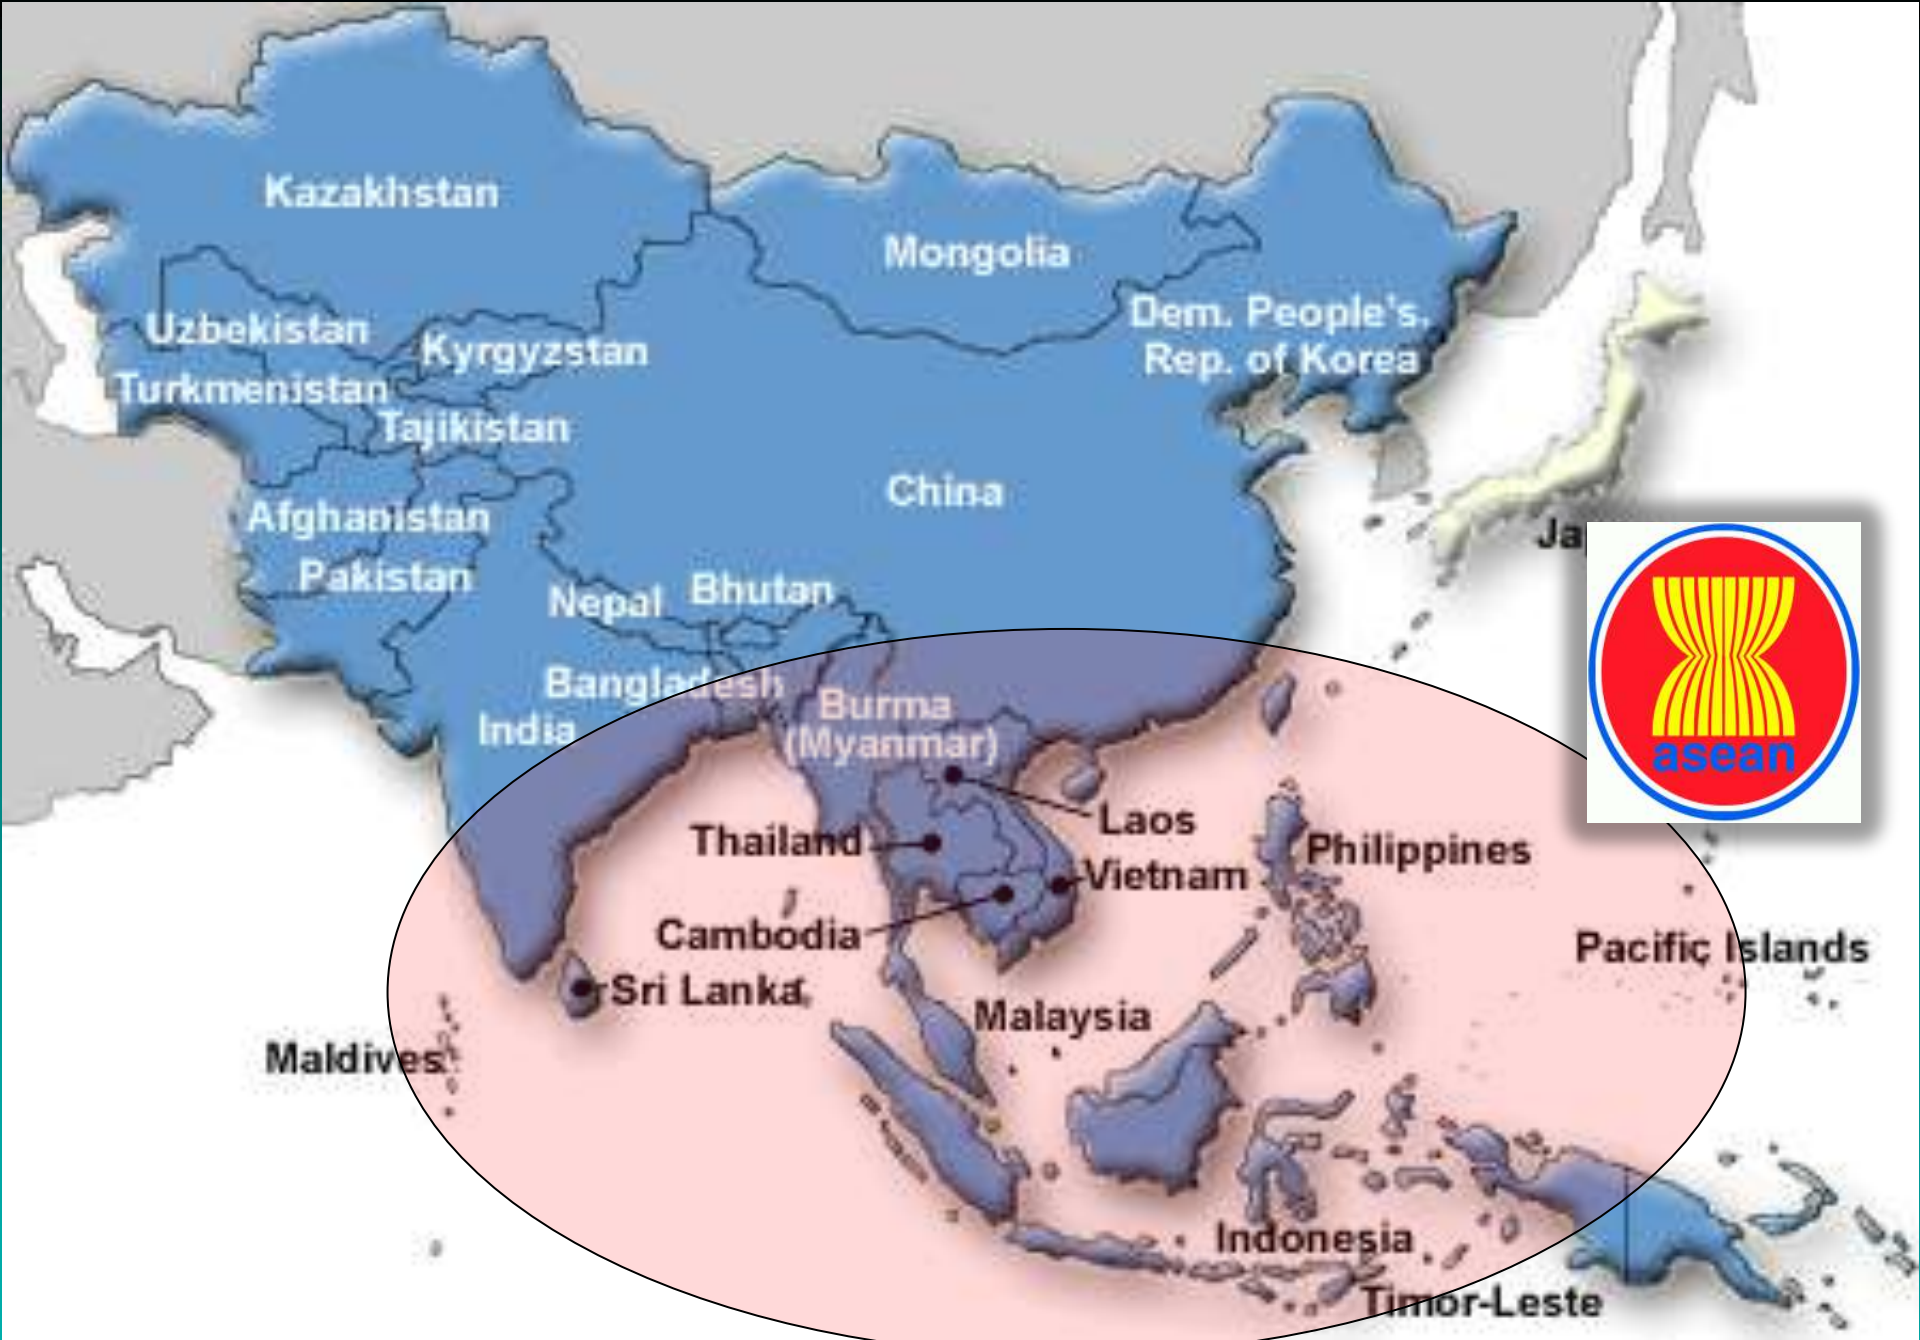 Kazakhstan
Mongolia
Dem. People's.
Rep. of Korea
Uzbekistan
Kyrgyzstan
Turkmenistan
Tajikistan
China
Afghanistan
Pakistan
Nepal
Bhutan
Bangladesh
India
Burma
(Myanmar)
asean
Laos
Thailand
Philippines
Vietnam
Cambodia
Pacific Islands
Sri Lanka
Malaysia
Maldives
Indonesia
Timor-Leste